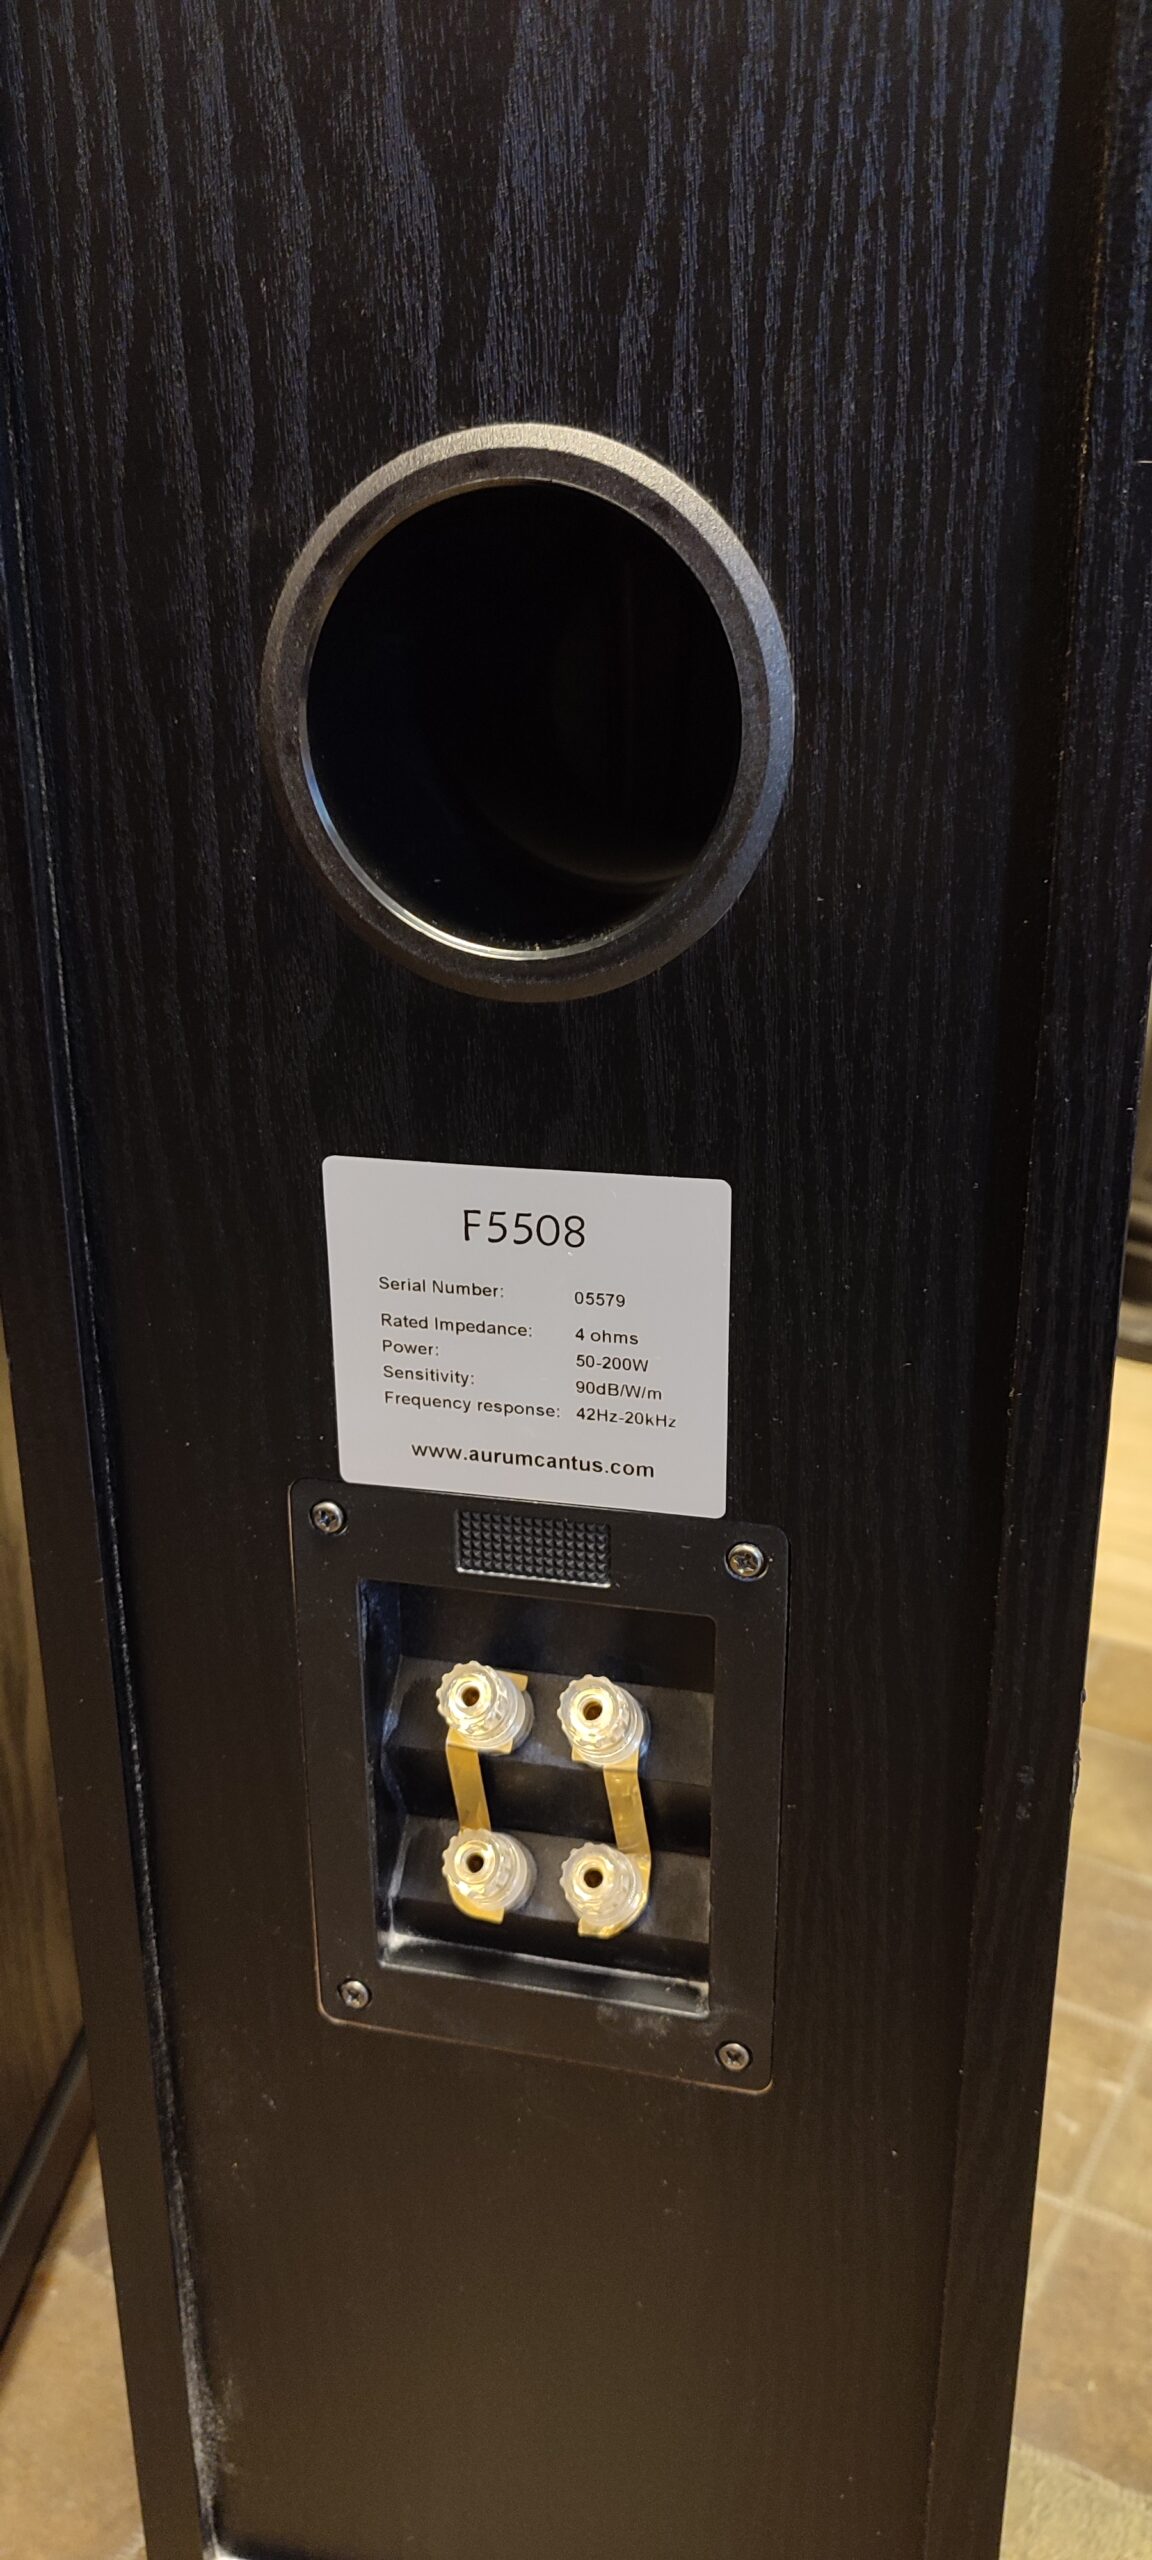 F5508
Serial Number: 05579
Rated Impedance: 4 ohms
Power: 50-200W
Sensitivity: 90dB/W/m
Frequency response: 42Hz-20kHz
www.aurumcantus.com